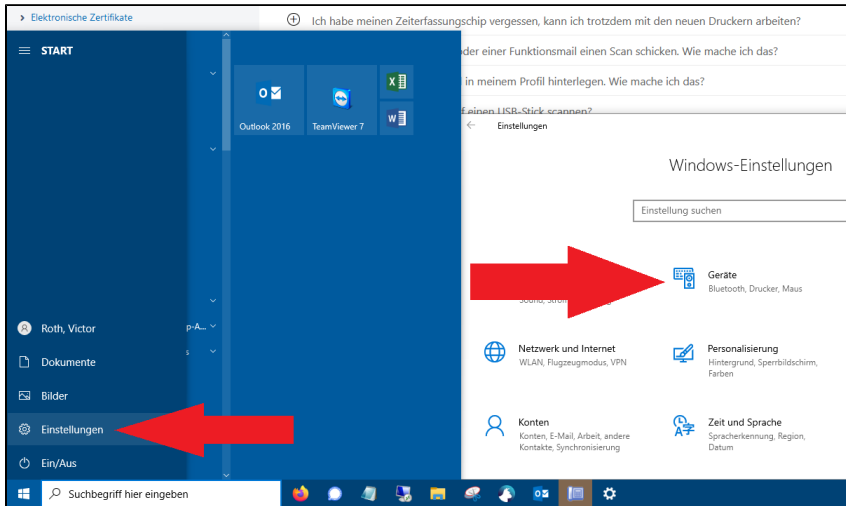 Elektronische Zertifikate
Ich habe meinen Zeiterfassungschip vergessen, kann ich trotzdem mit den neuen Druckern arbeiten?
START
oder einer Funktionsmail einen Scan schicken. Wie mache ich das?
in meinem Profil hinterlegen. Wie mache ich das?
f einen USB-Stick scannen?
Outlook 2016
TeamViewer 7
Einstellungen
Windows-Einstellungen
Einstellung suchen
Geräte
Bluetooth, Drucker, Maus
Roth, Victor
p-A...
s
Dokumente
Bilder
Einstellungen
Ein/Aus
Netzwerk und Internet
WLAN, Flugzeugmodus, VPN
Personalisierung
Hintergrund, Sperrbildschirm,
Farben
Konten
Konten, E-Mail, Arbeit, andere
Kontakte, Synchronisierung
Zeit und Sprache
Spracherkennung, Region,
Datum
Suchbegriff hier eingeben